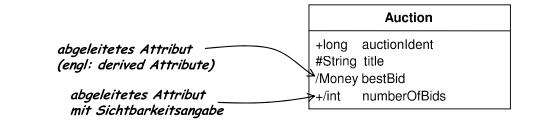 Auction
+long auctionIdent
#String title
/Money bestBid
+/int numberOfBids
abgeleitetes Attribut
(engl: derived Attribute)
abgeleitetes Attribut
mit Sichtbarkeitsangabe